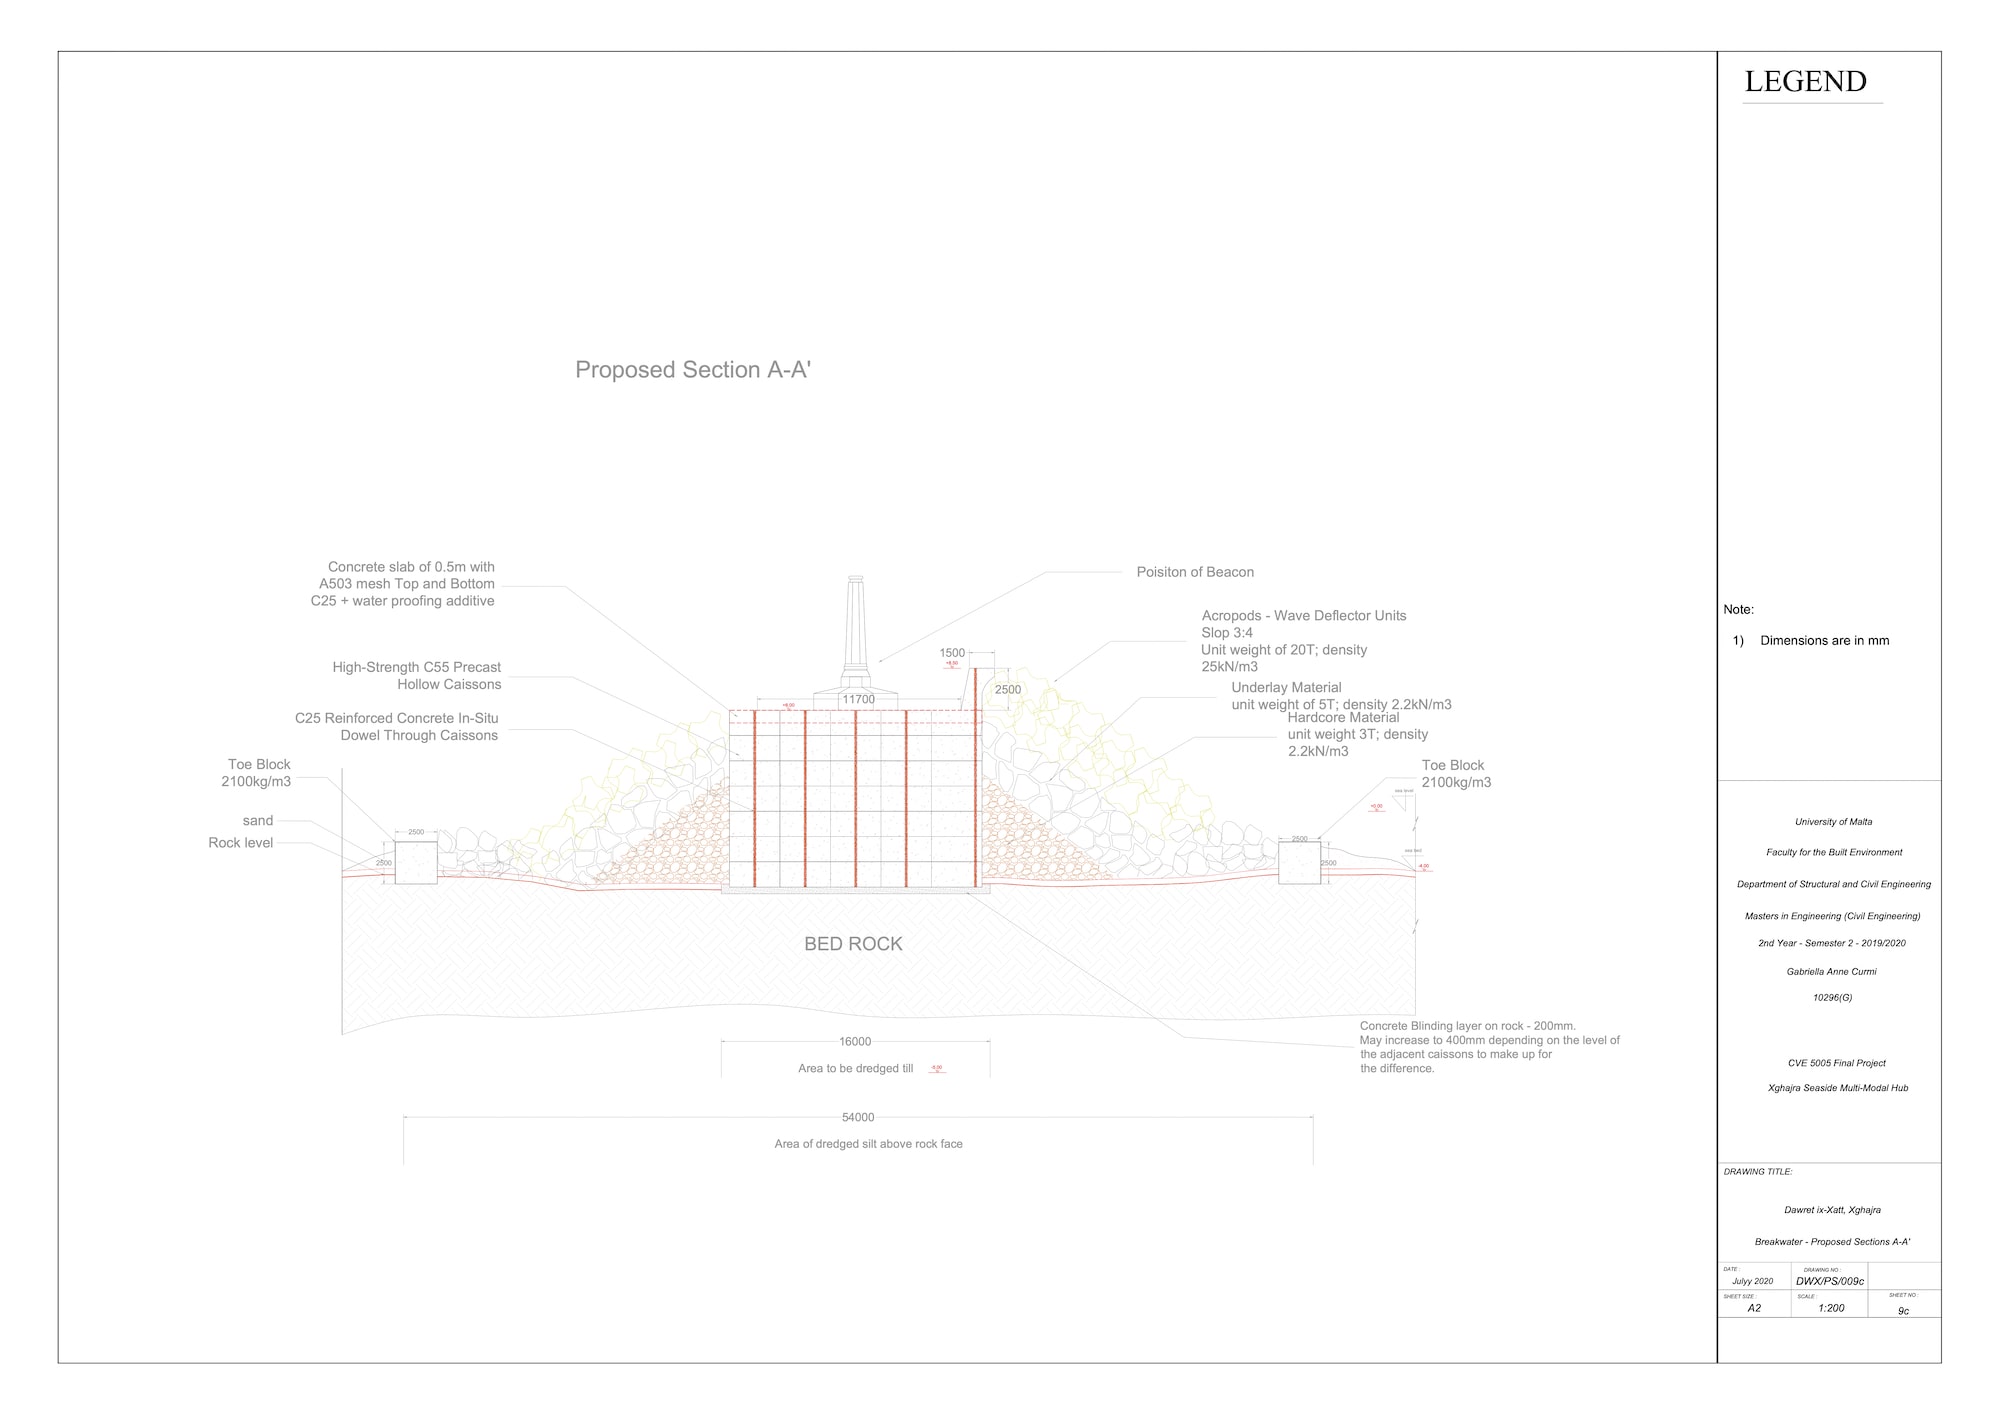 LEGEND
Proposed Section A-A'
Concrete slab of 0.5m with
A503 mesh Top and Bottom
C25 + water proofing additive
High-Strength C55 Precast
Hollow Caissons
C25 Reinforced Concrete In-Situ
Dowel Through Caissons
Toe Block
2100kg/m3
sand
Rock level
2500
2500
Poisiton of Beacon
Acropods - Wave Deflector Units
Slop 3:4
Unit weight of 20T; density
25kN/m3
Underlay Material
unit weight of 5T; density 2.2kN/m3
Hardcore Material
unit weight 3T; density
2.2kN/m3
Toe Block
2100kg/m3
1500
2500
11700
sea level
+0.00
2500
2500
sea bed
-4.00
BED ROCK
Concrete Blinding layer on rock - 200mm.
May increase to 400mm depending on the level of
the adjacent caissons to make up for
the difference.
16000
Area to be dredged till
54000
Area of dredged silt above rock face
Note:
1) Dimensions are in mm
University of Malta
Faculty for the Built Environment
Department of Structural and Civil Engineering
Masters in Engineering (Civil Engineering)
2nd Year - Semester 2 - 2019/2020
Gabriella Anne Curmi
10296(G)
CVE 5005 Final Project
Xghajra Seaside Multi-Modal Hub
DRAWING TITLE:
Dawret ix-Xatt, Xghajra
Breakwater - Proposed Sections A-A'
DATE :
Julyy 2020
DRAWING NO :
DWX/PS/009c
SHEET SIZE :
A2
SCALE :
1:200
SHEET NO :
9c